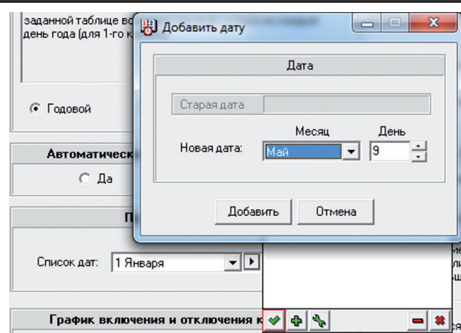 заданной таблице
день года (для 1-го
Добавить дату
Дата
Старая дата
Годовой
Месяц
День
Новая дата:
Май
9
Автоматическ
Да
Добавить
Отмена
П
Список дат:
1 Января
График включения и отключения к